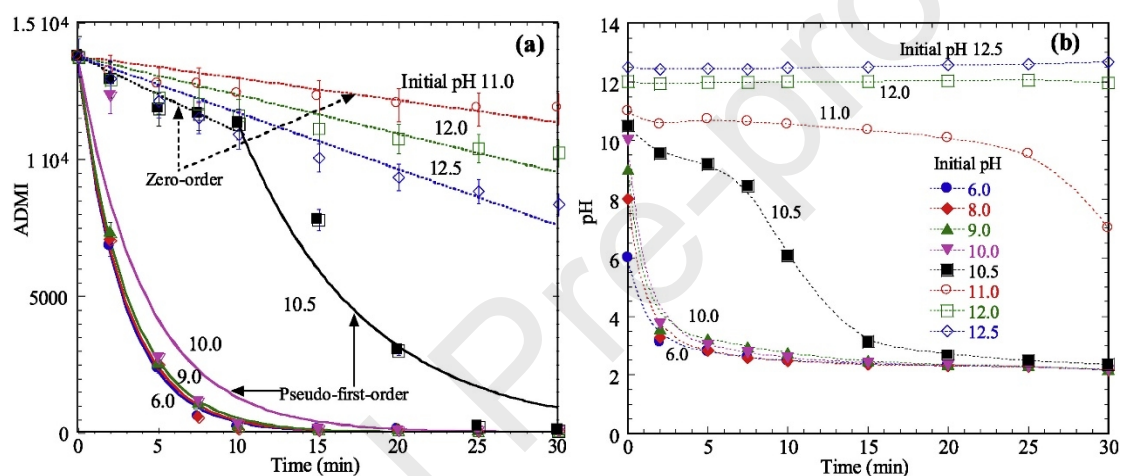 1.5 10⁴
(a)
Initial pH 11.0
12.0
12.5
1 10⁴
Zero-order
ADMI
5000
10.5
10.0
9.0
6.0
Pseudo-first-order
0
0 5 10 15 20 25 30
Time (min)
14
Initial pH 12.5
(b)
12
12.0
11.0
10
Initial pH
6.0
8.0
9.0
10.0
10.5
11.0
12.0
12.5
pH
8
10.5
6
4
10.0
6.0
2
0
0 5 10 15 20 25 30
Time (min)
Pre-pro